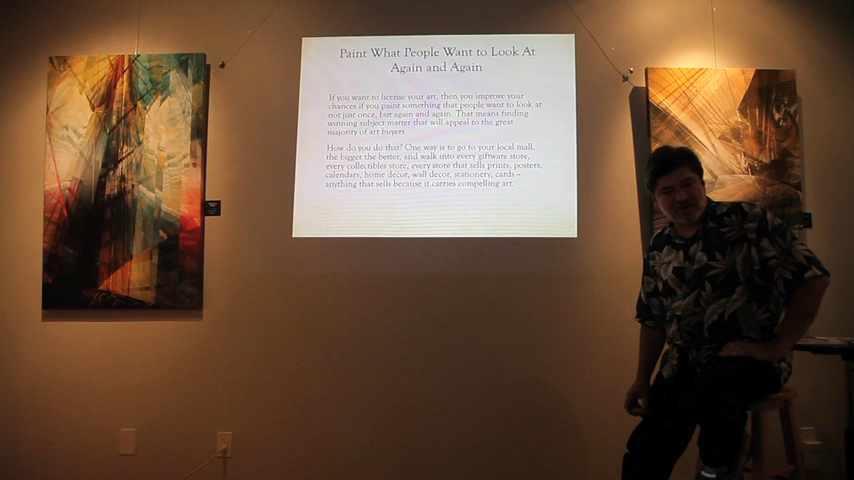 Paint What People Want to Look At
Again and Again
If you want to license your art, then you improve your
chances if you paint something that people want to look at
not just once, but again and again. That means finding
winning subject matter that will appeal to the great
majority of art buyers.
How do you do that? One way is to go to your local mall,
the bigger the better, and walk into every giftware store,
every collectibles store, every store that sells prints, posters,
calendars, home decor, wall decor, stationery, cards –
anything that sells because it carries compelling art.